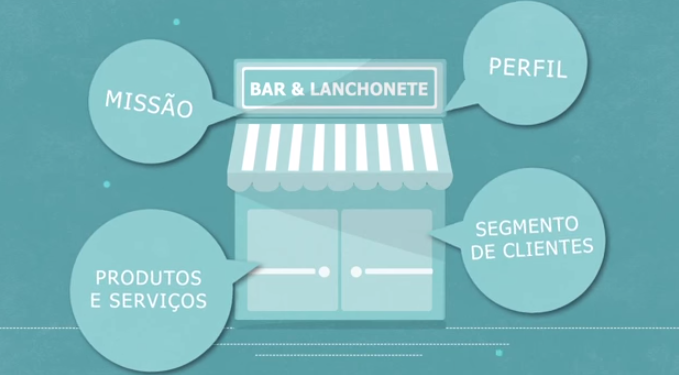 MISSÃO
BAR & LANCHONETE
PERFIL
PRODUTOS
E SERVIÇOS
SEGMENTO
DE CLIENTES